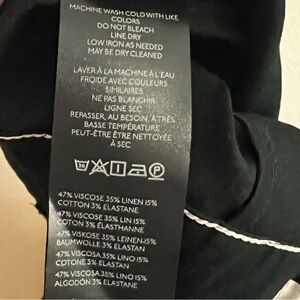 MACHINE WASH COLD WITH LIKE
COLORS
DO NOT BLEACH
LINE DRY
LOW IRON AS NEEDED
MAY BE DRY CLEANED
LAVER À LA MACHINE À L'EAU
FROIDE AVEC COULEURS
SIMILAIRES
NE PAS BLANCHIR
LIGNE SEC
REPASSER, AU BESOIN, À TRÈS
BASSE TEMPÉRATURE
PEUT-ÊTRE ÊTRE NETTOYÉE
À SEC
30 P
47% VISCOSE 35% LINEN 15%
COTTON 3% ELASTANE
47% VISCOSE 35% LIN 15%
COTON 3% ÉLASTHANNE
47% VISKOSE 35% LEINEN 15%
BAUMWOLLE 3% ELASTAN
47% VISCOSA 35% LINO 15%
COTONE 3% ELASTAN
47% VISCOSA 35% LINO 15%
ALGODÓN 3% ELASTANO